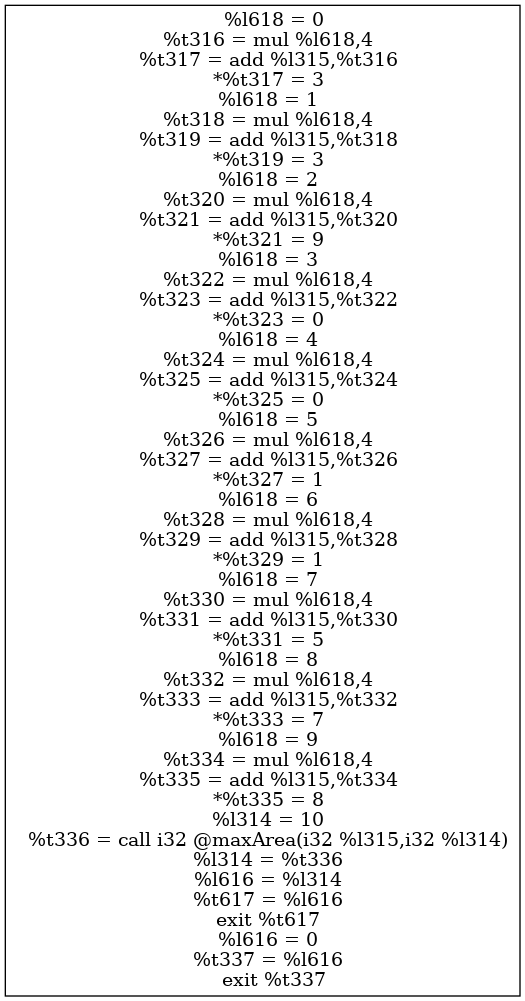 %l618 = 0
%t316 = mul %l618,4
%t317 = add %l315,%t316
*%t317 = 3
%l618 = 1
%t318 = mul %l618,4
%t319 = add %l315,%t318
*%t319 = 3
%l618 = 2
%t320 = mul %l618,4
%t321 = add %l315,%t320
*%t321 = 9
%l618 = 3
%t322 = mul %l618,4
%t323 = add %l315,%t322
*%t323 = 0
%l618 = 4
%t324 = mul %l618,4
%t325 = add %l315,%t324
*%t325 = 0
%l618 = 5
%t326 = mul %l618,4
%t327 = add %l315,%t326
*%t327 = 1
%l618 = 6
%t328 = mul %l618,4
%t329 = add %l315,%t328
*%t329 = 1
%l618 = 7
%t330 = mul %l618,4
%t331 = add %l315,%t330
*%t331 = 5
%l618 = 8
%t332 = mul %l618,4
%t333 = add %l315,%t332
*%t333 = 7
%l618 = 9
%t334 = mul %l618,4
%t335 = add %l315,%t334
*%t335 = 8
%l314 = 10
%t336 = call i32 @maxArea(i32 %l315,i32 %l314)
%l314 = %t336
%l616 = %l314
%t617 = %l616
exit %t617
%l616 = 0
%t337 = %l616
exit %t337